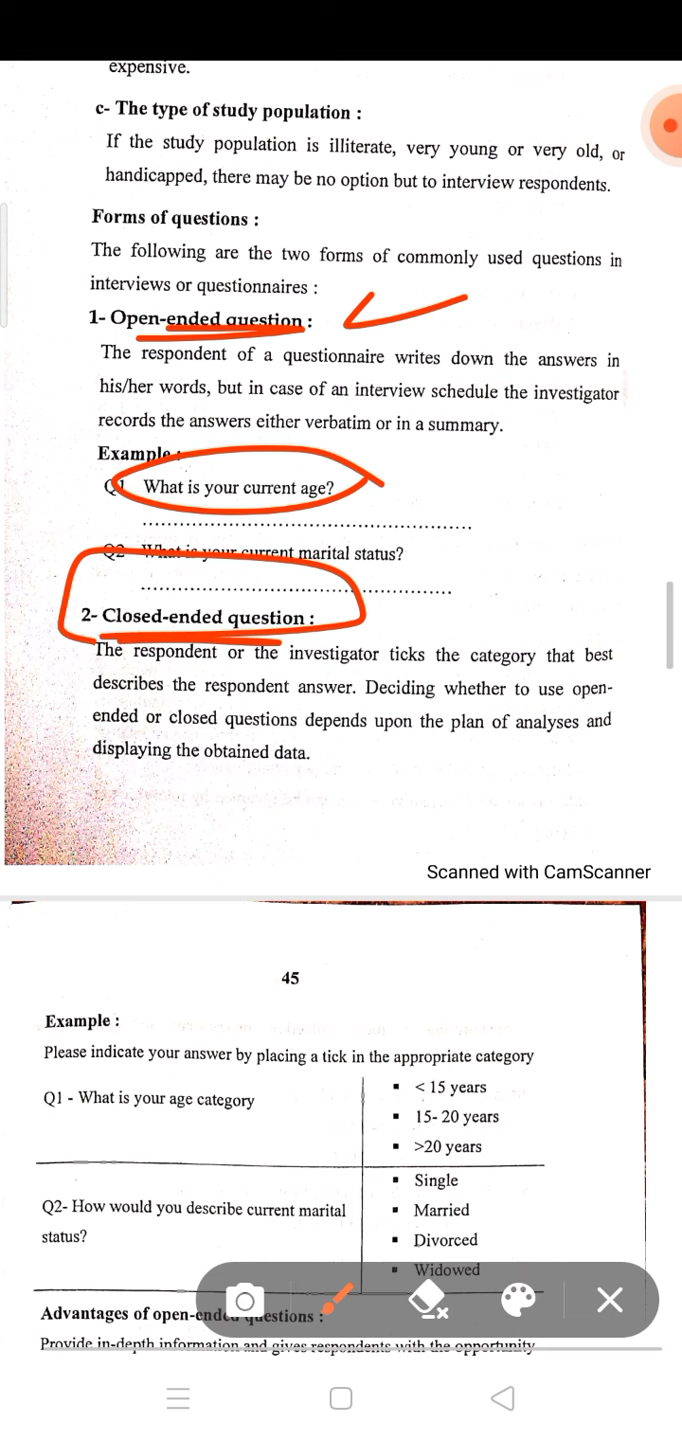 expensive.
c- The type of study population :
If the study population is illiterate, very young or very old, or
handicapped, there may be no option but to interview respondents.
Forms of questions :
The following are the two forms of commonly used questions in
interviews or questionnaires :
1- Open-ended question :
The respondent of a questionnaire writes down the answers in
his/her words, but in case of an interview schedule the investigator
records the answers either verbatim or in a summary.
Example :
Q1 What is your current age?
Q2 What is your current marital status?
2- Closed-ended question :
The respondent or the investigator ticks the category that best
describes the respondent answer. Deciding whether to use open-
ended or closed questions depends upon the plan of analyses and
displaying the obtained data.
Scanned with CamScanner
45
Example :
Please indicate your answer by placing a tick in the appropriate category
Q1 - What is your age category
▪ < 15 years
▪ 15- 20 years
▪ >20 years
Q2- How would you describe current marital
status?
▪ Single
▪ Married
▪ Divorced
▪ Widowed
Advantages of open-ended questions :
Provide in-depth information and gives respondents with the opportunity